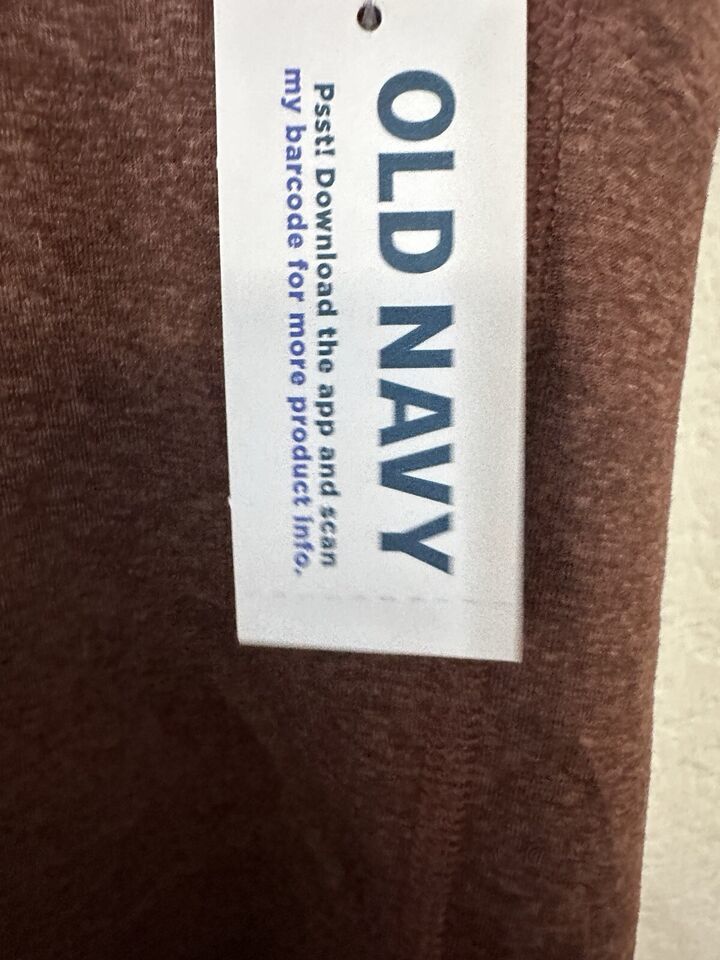 OLD NAVY
Psst! Download the app and scan
my barcode for more product info.